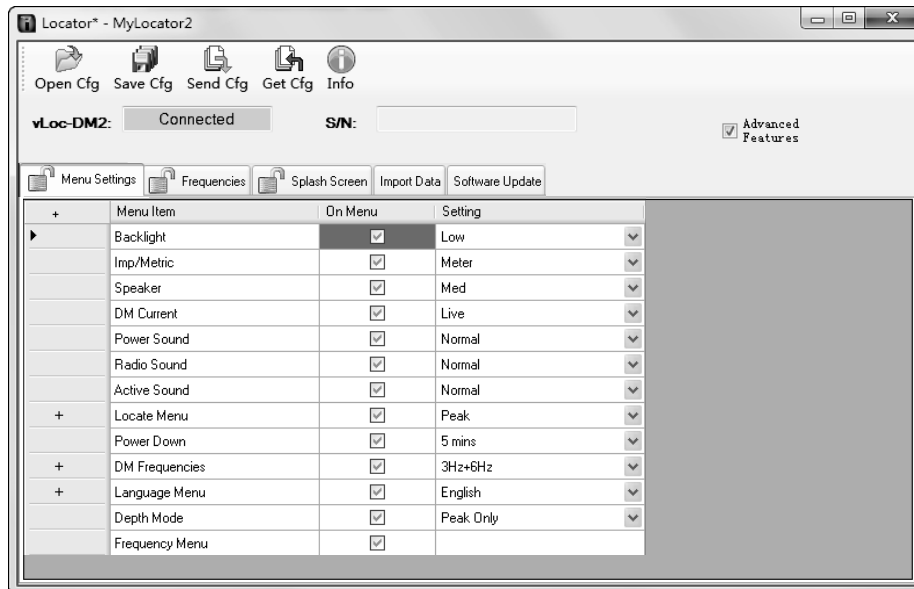 Locator* - MyLocator2
Open Cfg Save Cfg Send Cfg Get Cfg Info
vLoc-DM2: Connected S/N: Advanced
Features
Menu Settings Frequencies Splash Screen Import Data Software Update
+ Menu Item On Menu Setting
Backlight Low
Imp/Metric Meter
Speaker Med
DM Current Live
Power Sound Normal
Radio Sound Normal
Active Sound Normal
+ Locate Menu Peak
Power Down 5 mins
+ DM Frequencies 3Hz+6Hz
+ Language Menu English
Depth Mode Peak Only
Frequency Menu